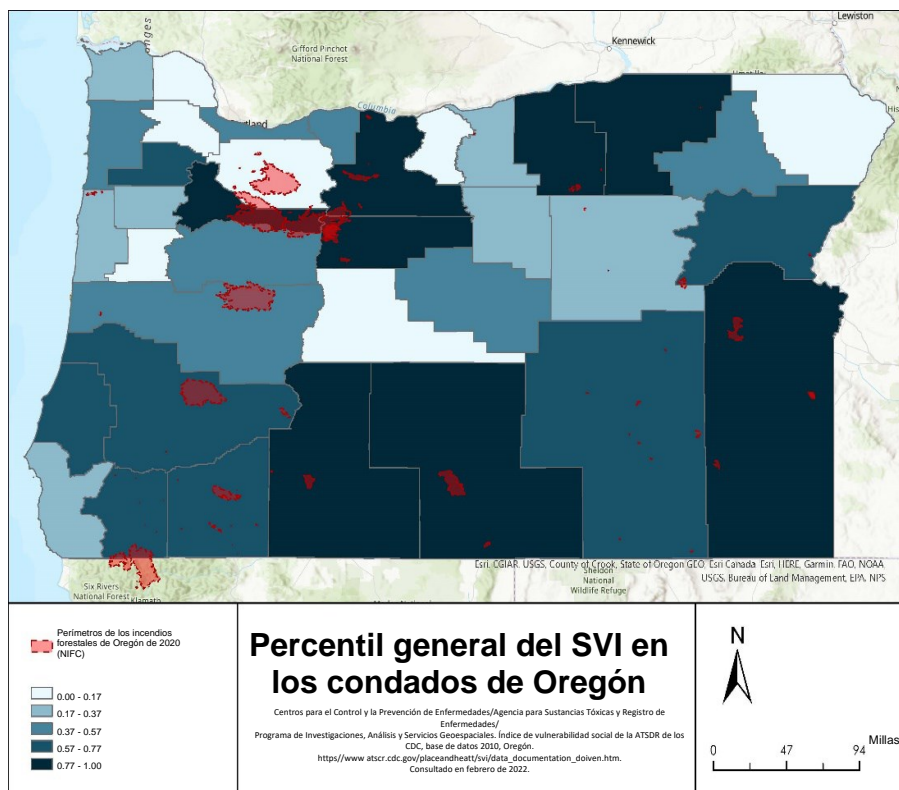 Lewiston
Kennewick
Gifford Pinchot
National Forest
Columbia
Esri, CGIAR, USGS, County of Crook, State of Oregon GEO, Esri Canada, Esri, HERE, Garmin, FAO, NOAA,
USGS, Bureau of Land Management, EPA, NPS
Sheldon
National
Wildlife Refuge
Six Rivers
National Forest
Klamath
Perímetros de los incendios
forestales de Oregón de 2020
(NIFC)
0.00 - 0.17
0.17 - 0.37
0.37 - 0.57
0.57 - 0.77
0.77 - 1.00
Percentil general del SVI en
los condados de Oregón
Centros para el Control y la Prevención de Enfermedades/Agencia para Sustancias Tóxicas y Registro de
Enfermedades/
Programa de Investigaciones, Análisis y Servicios Geoespaciales. Índice de vulnerabilidad social de la ATSDR de los
CDC, base de datos 2010, Oregón.
https//www atscr.cdc.gov/placeandheatt/svi/data_documentation_doiven.htm.
Consultado en febrero de 2022.
N
Millas
0 47 94